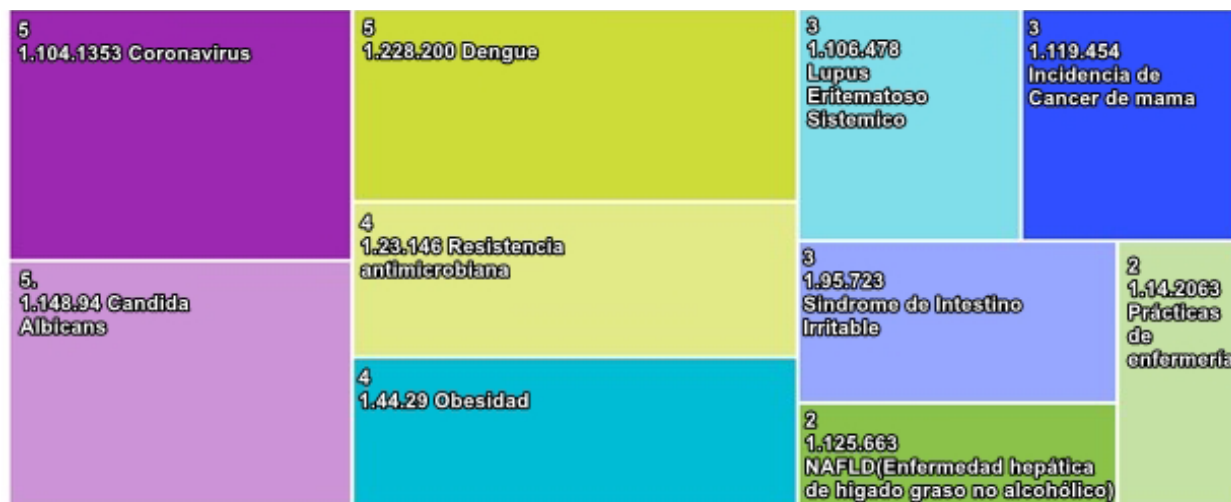 5
1.104.1353 Coronavirus
5.
1.148.94 Candida
Albicans
5
1.228.200 Dengue
4
1.23.146 Resistencia
antimicrobiana
4
1.44.29 Obesidad
3
1.106.478
Lupus
Eritematoso
Sistemico
3
1.119.454
Incidencia de
Cancer de mama
3
1.95.723
Sindrome de Intestino
Irritable
2
1.14.2063
Prácticas
de
enfermería
2
1.125.663
NAFLD(Enfermedad hepática
de higado graso no alcohólico)